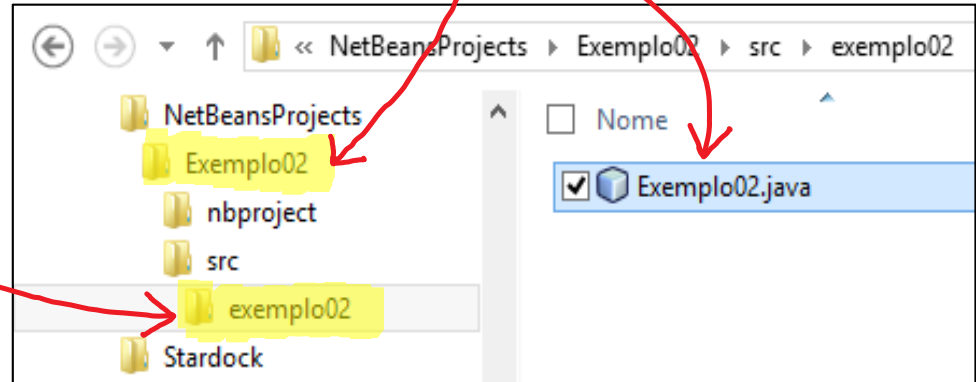 « NetBeansProjects ▸ Exemplo02 ▸ src ▸ exemplo02
NetBeansProjects
Exemplo02
nbproject
src
exemplo02
Stardock
Nome
Exemplo02.java